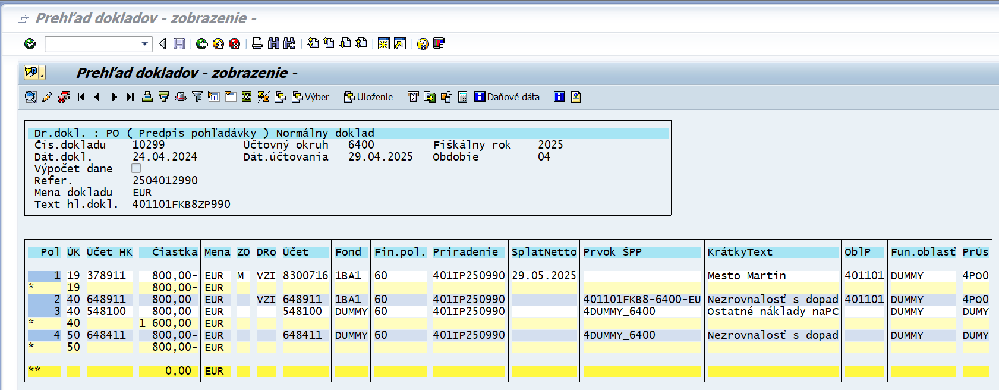 Prehľad dokladov - zobrazenie -
Prehľad dokladov - zobrazenie -
Výber Uloženie Daňové dáta
Dr.dokl. : PO ( Predpis pohľadávky ) Normálny doklad
Čís.dokladu 10299 Účtovný okruh 6400 Fiškálny rok 2025
Dát.dokl. 24.04.2024 Dát.účtovania 29.04.2025 Obdobie 04
Výpočet dane
Refer. 2504012990
Mena dokladu EUR
Text hl.dokl. 401101FKB8ZP990
Pol ÚK Účet HK Čiastka Mena ZO DRo Účet Fond Fin.pol. Priradenie SplatNetto Prvok ŠPP KrátkyText OblP Fun.oblasť PrÚs
1 19 378911 800,00- EUR M VZI 8300716 1BA1 60 401IP250990 29.05.2025 Mesto Martin 401101 DUMMY 4PO0
* 19 800,00- EUR
2 40 648911 800,00 EUR VZI 648911 1BA1 60 401IP250990 401101FKB8-6400-EU Nezrovnalosť s dopad 401101 DUMMY 4PO0
3 40 548100 800,00 EUR 548100 DUMMY 60 401IP250990 4DUMMY_6400 Ostatné náklady naPC DUMMY DUMY
* 40 1 600,00 EUR
4 50 648411 800,00- EUR 648411 DUMMY 60 401IP250990 4DUMMY_6400 Nezrovnalosť s dopad DUMMY DUMY
* 50 800,00- EUR
** 0,00 EUR